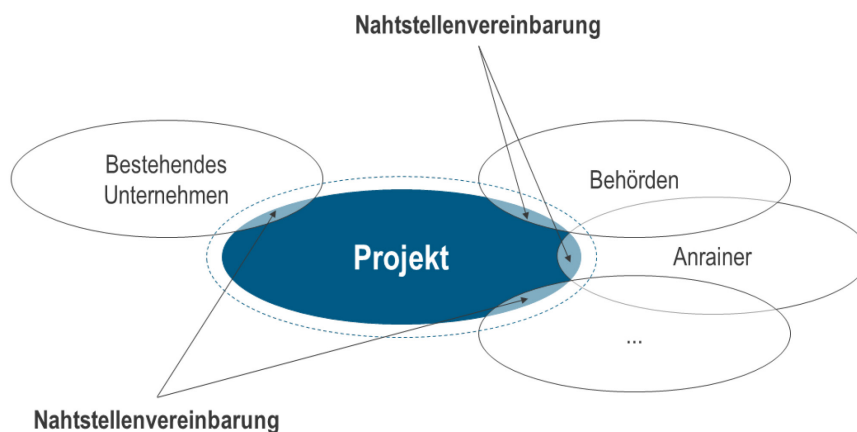 Nahtstellenvereinbarung
Bestehendes
Unternehmen
Behörden
Projekt
Anrainer
...
Nahtstellenvereinbarung